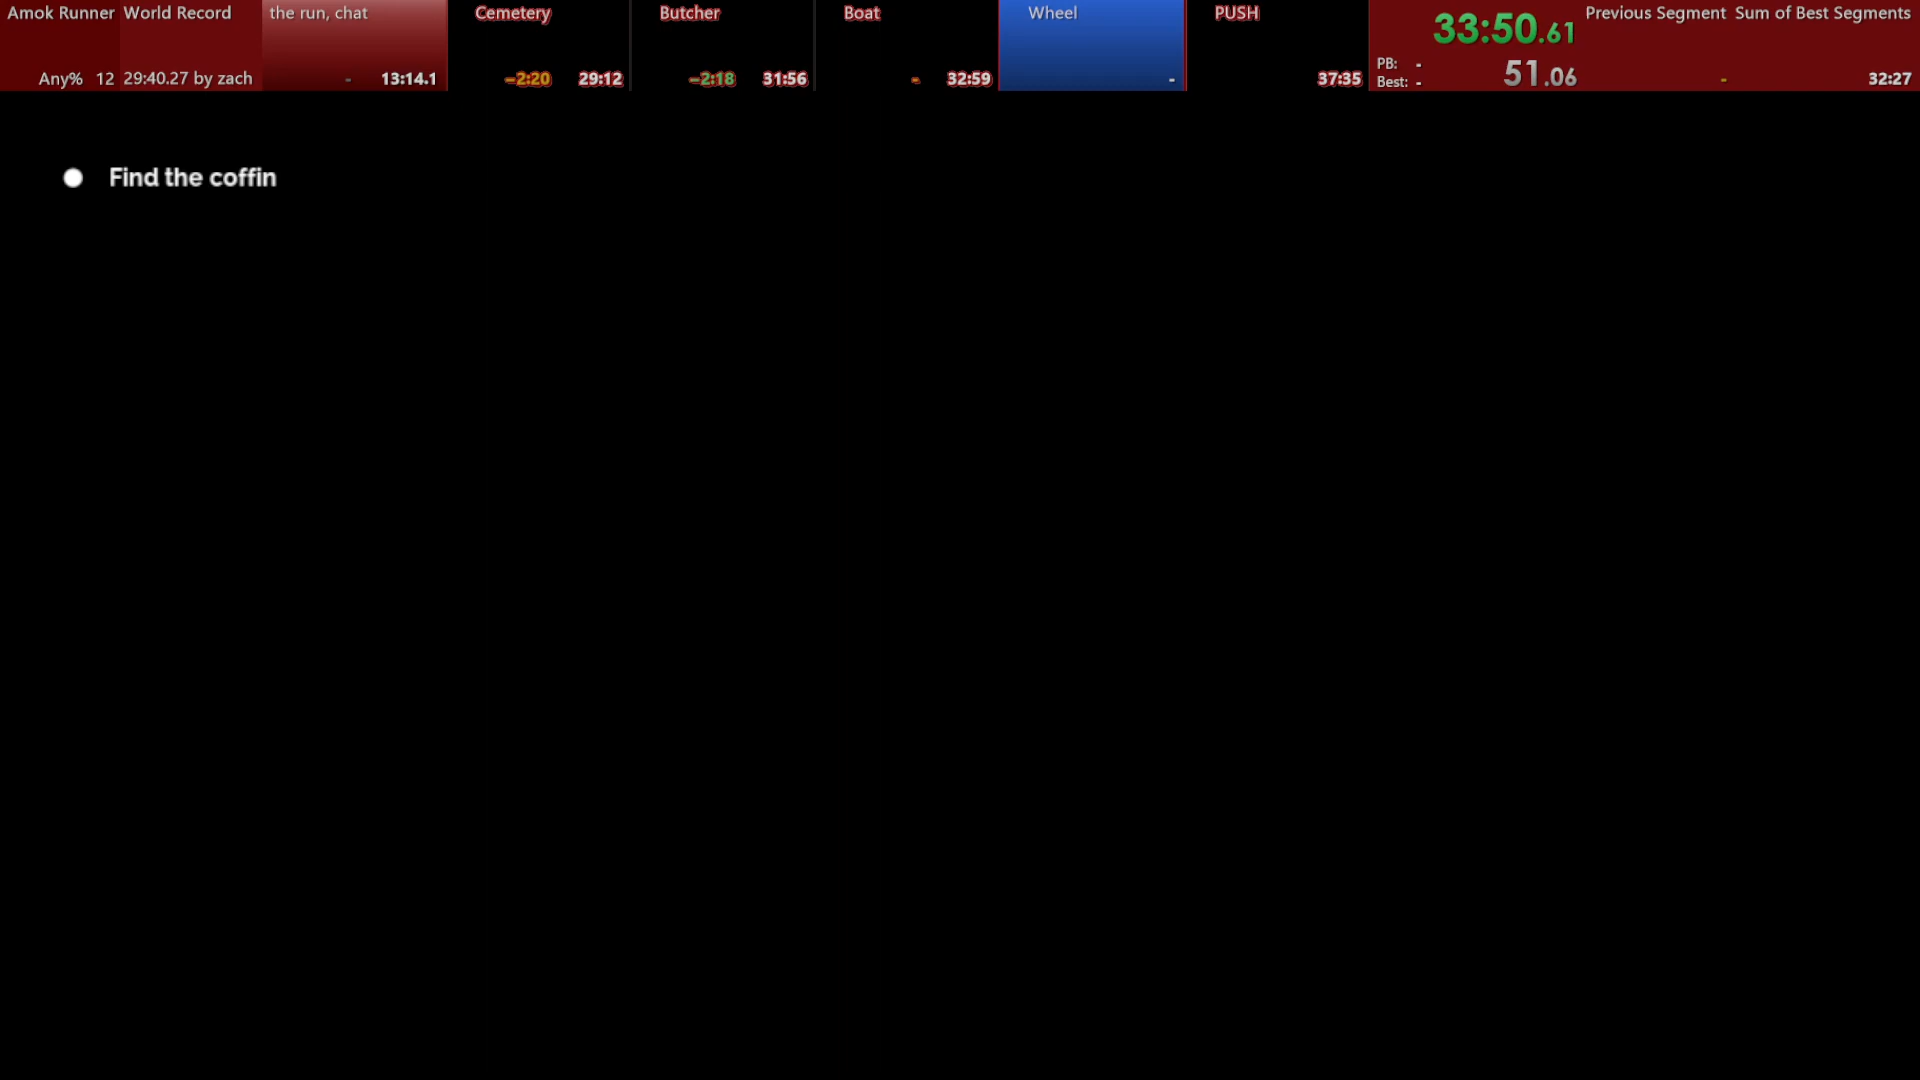 Amok Runner
Any% 12
World Record
29:40.27 by zach
the run, chat
- 13:14.1
Cemetery
−2:20 29:12
Butcher
−2:18 31:56
Boat
- 32:59
Wheel
-
PUSH
37:35
33:50.61
PB: -
Best: -
51.06
Previous Segment
-
Sum of Best Segments
32:27
Find the coffin